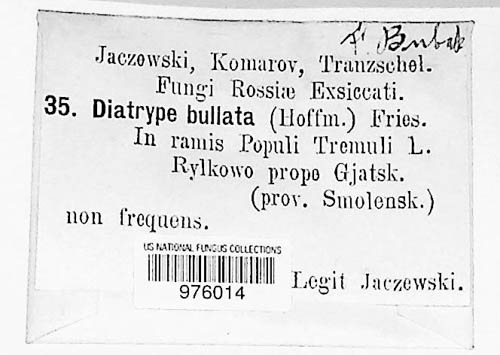 F. Bubak
Jaczewski, Komarov, Tranzschel.
Fungi Rossiæ Exsiccati.
35. Diatrype bullata (Hoffm.) Fries.
In ramis Populi Tremuli L.
Rylkowo prope Gjatsk.
(prov. Smolensk.)
non frequens.
US NATIONAL FUNGUS COLLECTIONS
976014
Legit Jaczewski.